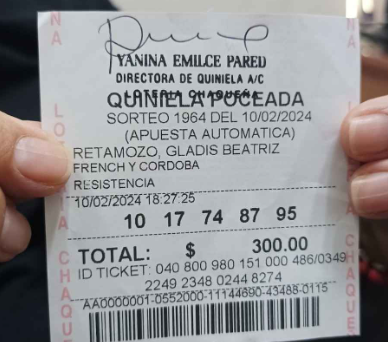 YANINA EMILCE PARED
DIRECTORA DE QUINIELA A/C
LOTERIA CHAQUEÑA
QUINIELA POCEADA
SORTEO 1964 DEL 10/02/2024
(APUESTA AUTOMATICA)
RETAMOZO, GLADIS BEATRIZ
FRENCH Y CORDOBA
RESISTENCIA
10/02/2024 18:27:25
10 17 74 87 95
TOTAL: $ 300.00
ID TICKET: 040 800 980 151 000 486/0349
2249 2348 0244 8274
AA0000001-0552000-11144690-43488-0115